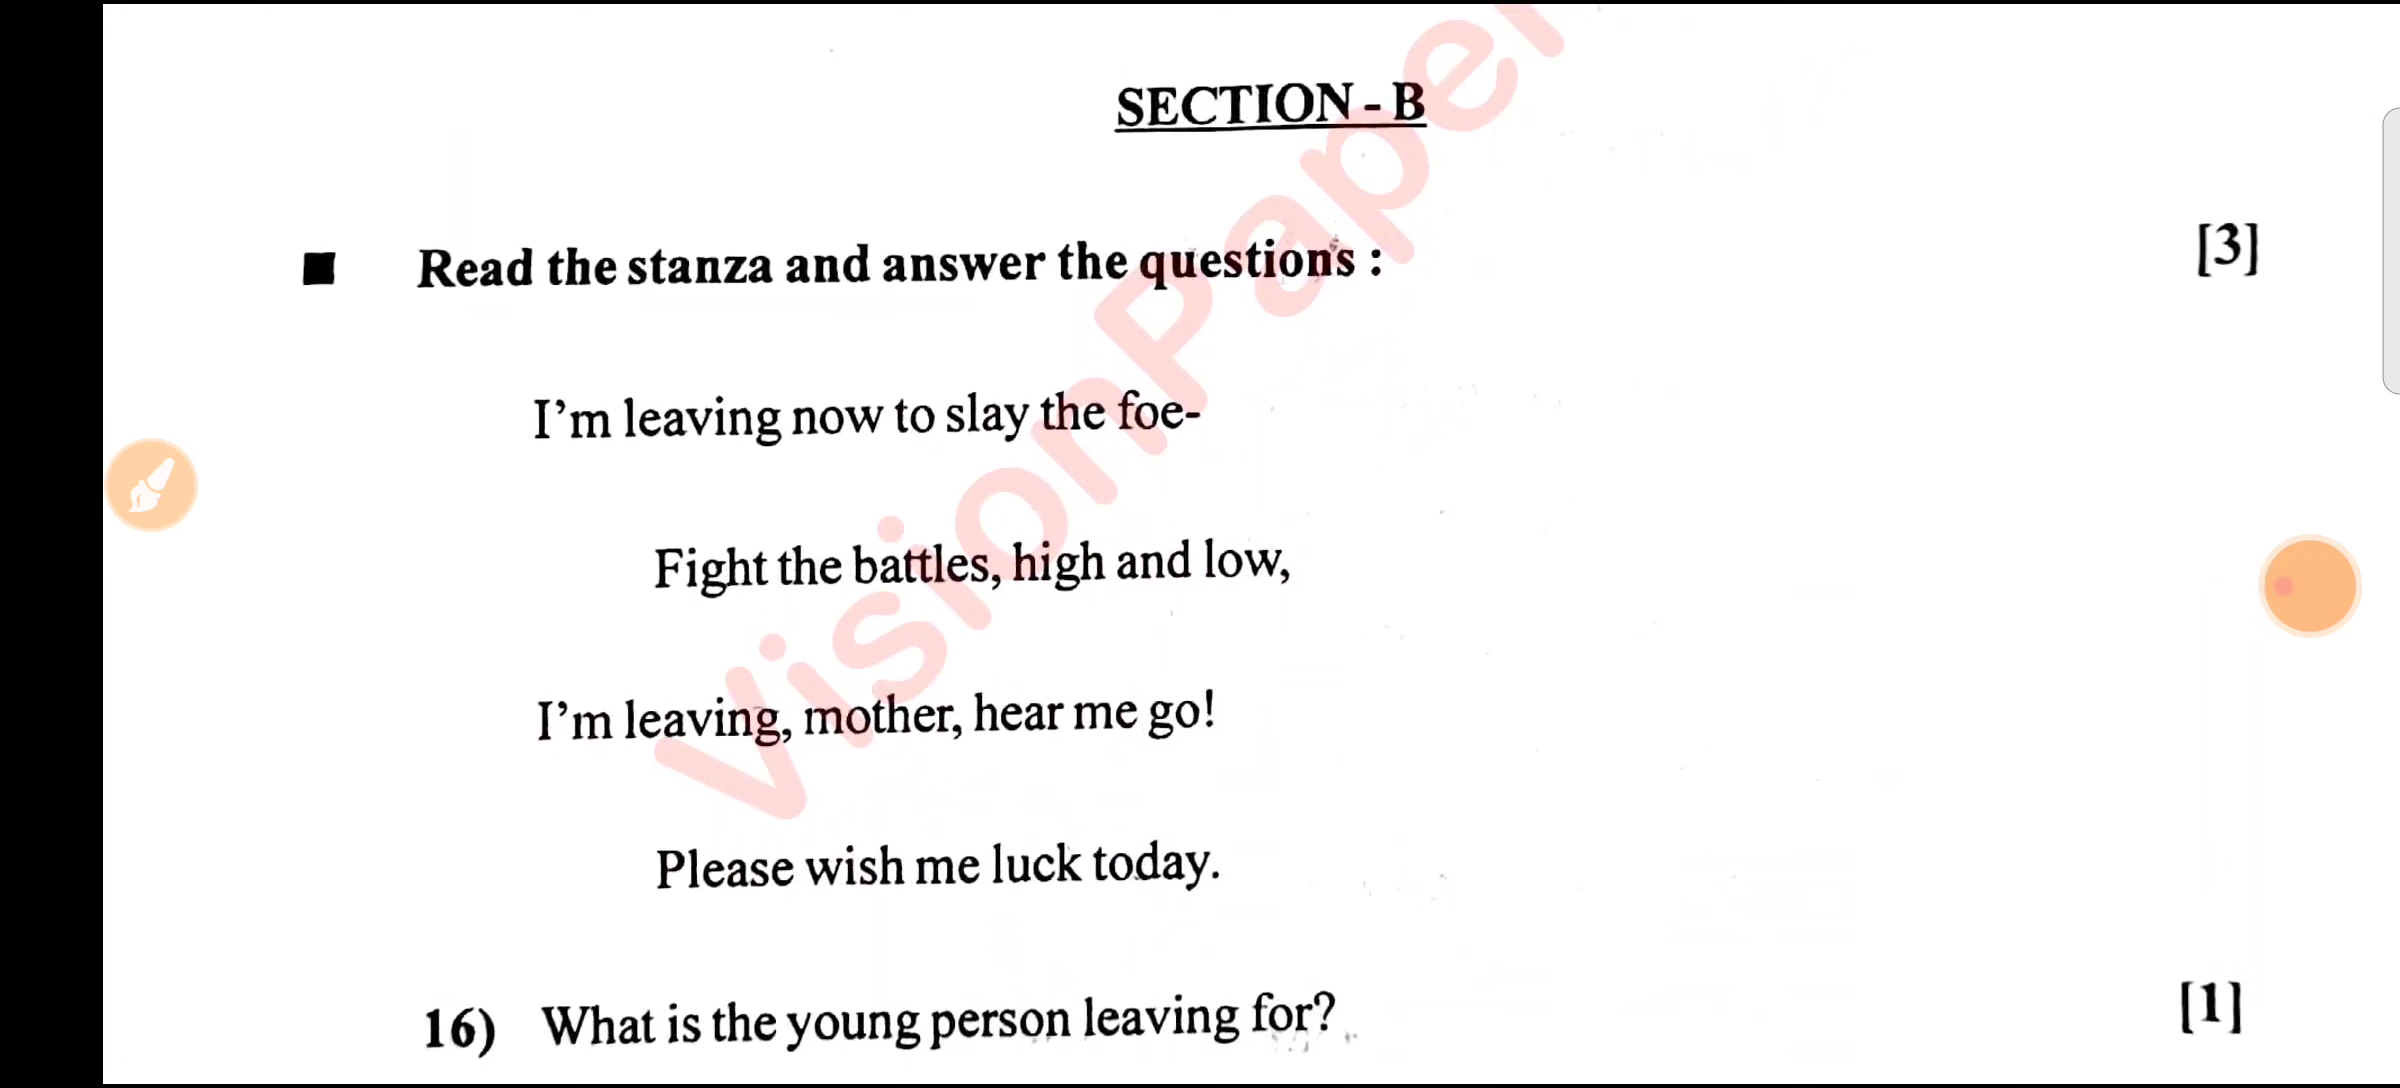 SECTION - B
■ Read the stanza and answer the questions : [3]
I’m leaving now to slay the foe-
Fight the battles, high and low,
I’m leaving, mother, hear me go!
Please wish me luck today.
16) What is the young person leaving for? [1]
VisionPaper